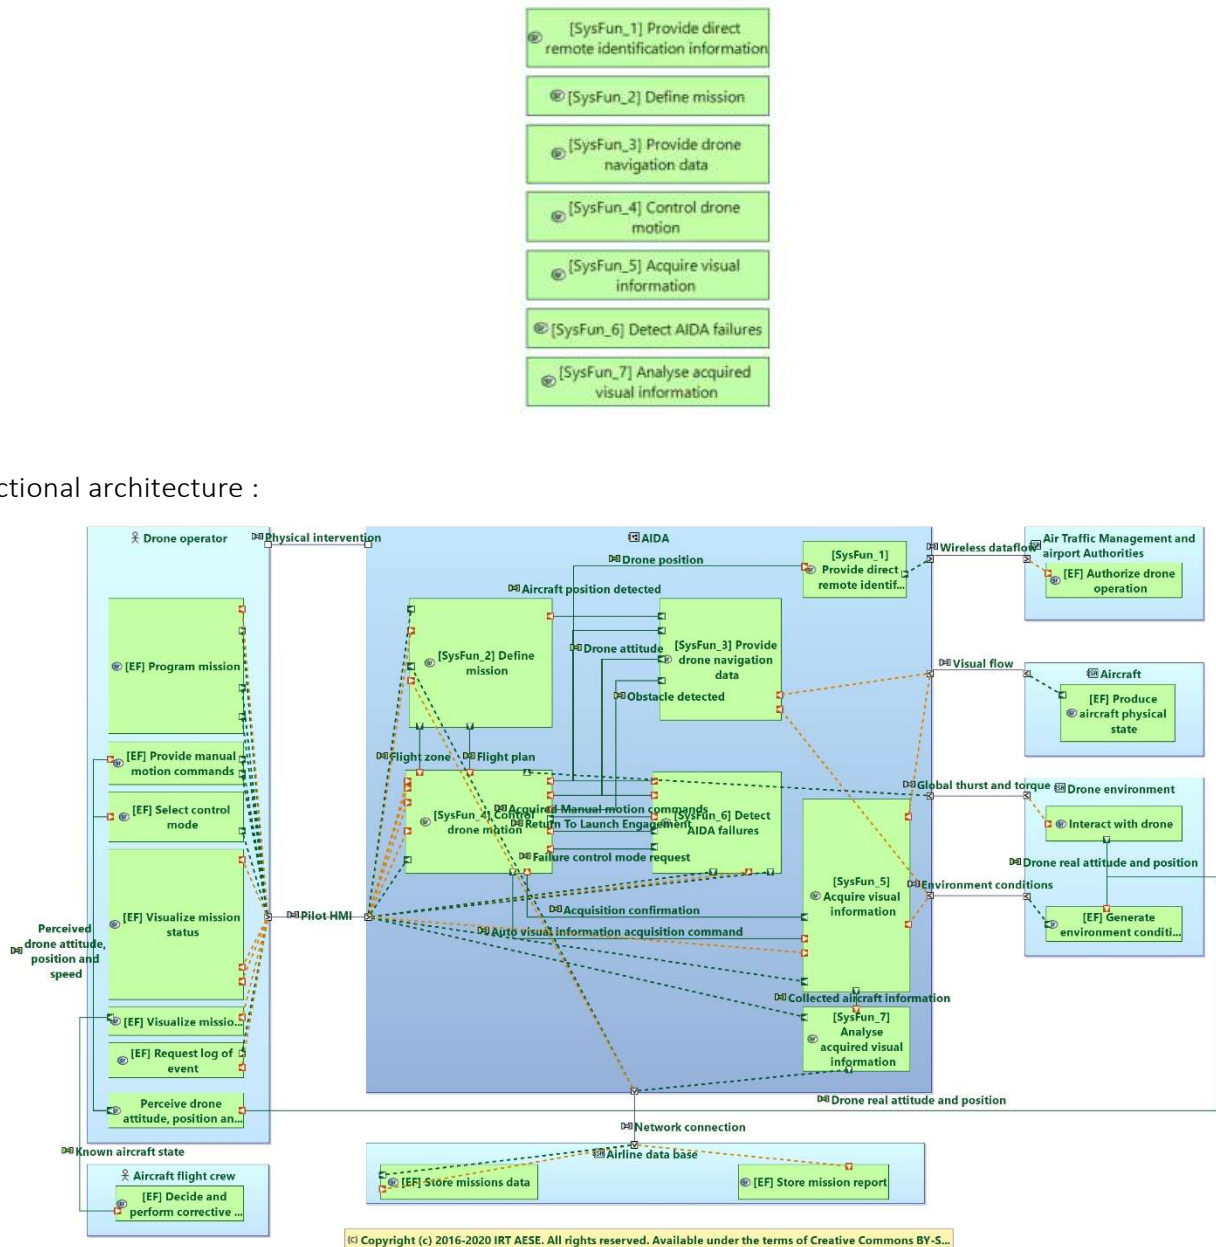 [SysFun_1] Provide direct
remote identification information
[SysFun_2] Define mission
[SysFun_3] Provide drone
navigation data
[SysFun_4] Control drone
motion
[SysFun_5] Acquire visual
information
[SysFun_6] Detect AIDA failures
[SysFun_7] Analyse acquired
visual information
ctional architecture :
Drone operator
Physical intervention
AIDA
Drone position
[SysFun_1]
Provide direct
remote identif...
Wireless dataflow
Air Traffic Management and
airport Authorities
[EF] Authorize drone
operation
Aircraft position detected
[EF] Program mission
[SysFun_2] Define
mission
Drone attitude
[SysFun_3] Provide
drone navigation
data
Obstacle detected
Visual flow
Aircraft
[EF] Produce
aircraft physical
state
Flight zone
Flight plan
[EF] Provide manual
motion commands
[EF] Select control
mode
[SysFun_4] Control
drone motion
Acquired Manual motion commands
Return To Launch Engagement
Failure control mode request
[SysFun_6] Detect
AIDA failures
Global thurst and torque
Drone environment
Interact with drone
Drone real attitude and position
[EF] Visualize mission
status
[SysFun_5]
Acquire visual
information
Environment conditions
[EF] Generate
environment conditi...
Pilot HMI
Acquisition confirmation
Auto visual information acquisition command
Perceived
drone attitude,
position and
speed
Collected aircraft information
[EF] Visualize missio...
[SysFun_7]
Analyse
acquired visual
information
[EF] Request log of
event
Perceive drone
attitude, position an...
Drone real attitude and position
Network connection
Known aircraft state
Airline data base
[EF] Store missions data
[EF] Store mission report
Aircraft flight crew
[EF] Decide and
perform corrective ...
(c) Copyright (c) 2016-2020 IRT AESE. All rights reserved. Available under the terms of Creative Commons BY-S...